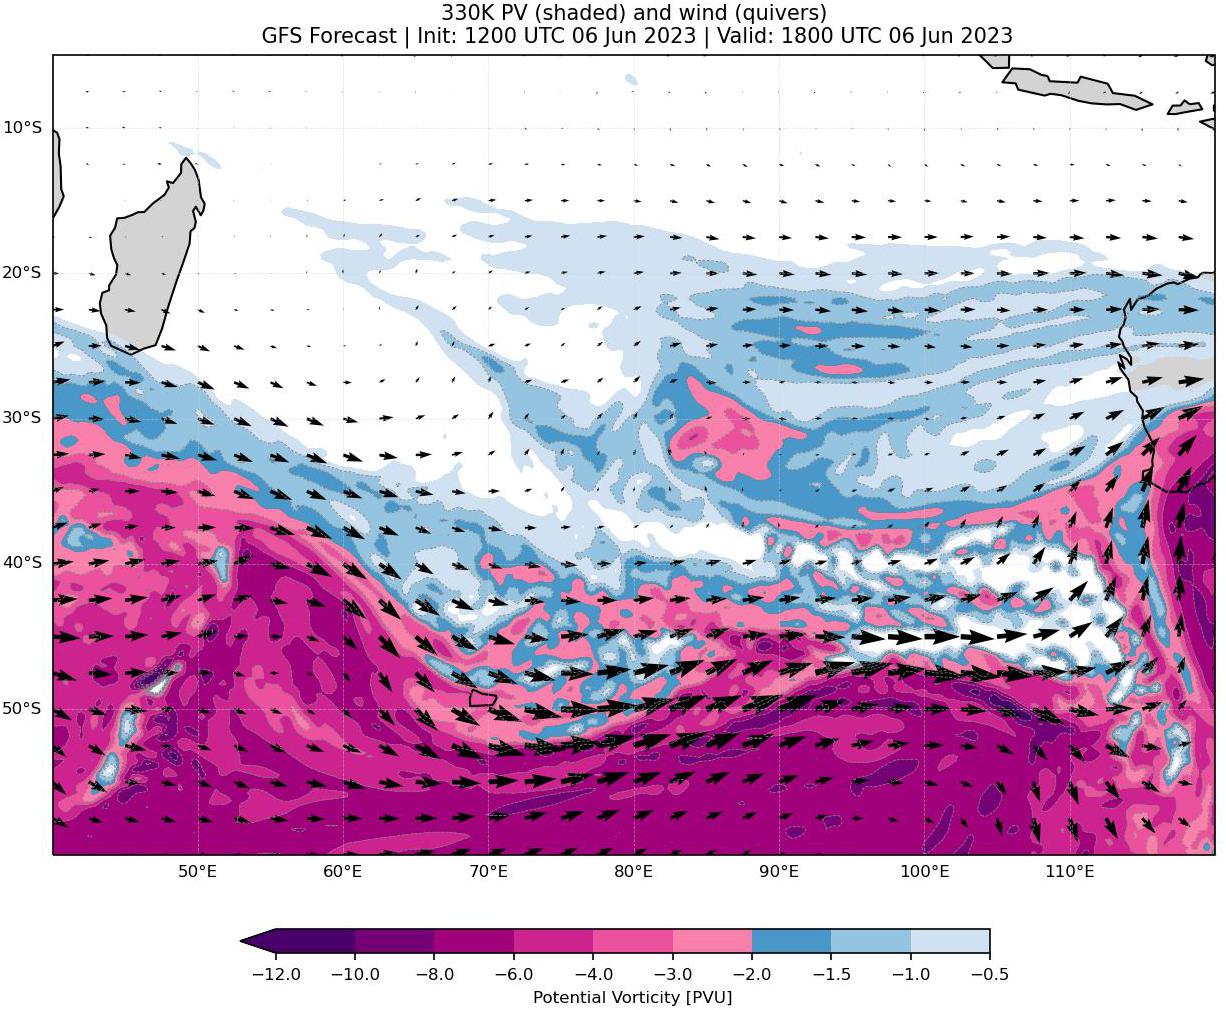 330K PV (shaded) and wind (quivers)
GFS Forecast | Init: 1200 UTC 06 Jun 2023 | Valid: 1800 UTC 06 Jun 2023
10°S
20°S
30°S
40°S
50°S
50°E 60°E 70°E 80°E 90°E 100°E 110°E
−12.0 −10.0 −8.0 −6.0 −4.0 −3.0 −2.0 −1.5 −1.0 −0.5
Potential Vorticity [PVU]